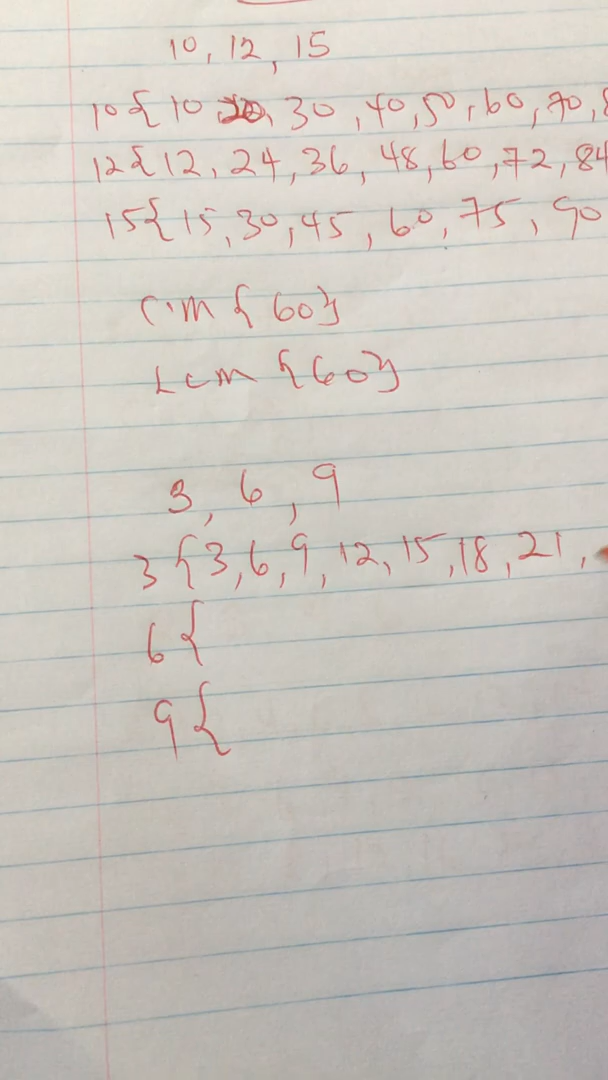 10, 12, 15
10{10 20, 30, 40, 50, 60, 70, 8
12{12, 24, 36, 48, 60, 72, 84
15{15, 30, 45, 60, 75, 90
C.M {60}
LCM {60}
3, 6, 9
3{3, 6, 9, 12, 15, 18, 21,
6{
9{